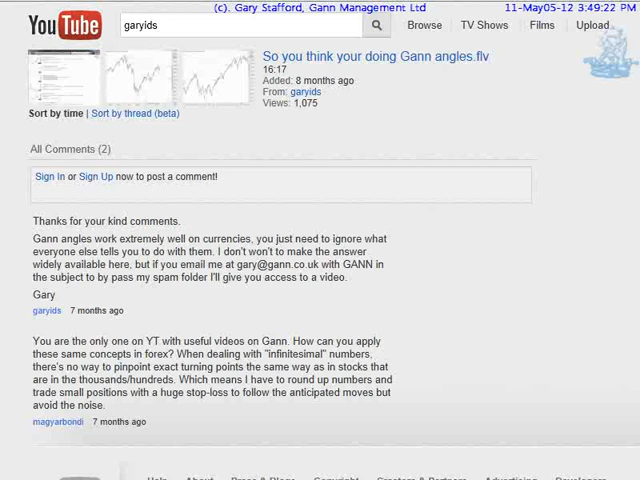 (c). Gary Stafford, Gann Management Ltd 11-May05-12 3:49:22 PM
YouTube garyids Browse TV Shows Films Upload
So you think your doing Gann angles.flv
16:17
Added: 8 months ago
From: garyids
Views: 1,075
Sort by time | Sort by thread (beta)
All Comments (2)
Sign In or Sign Up now to post a comment!
Thanks for your kind comments.
Gann angles work extremely well on currencies, you just need to ignore what
everyone else tells you to do with them. I don't won't to make the answer
widely available here, but if you email me at gary@gann.co.uk with GANN in
the subject to by pass my spam folder I'll give you access to a video.
Gary
garyids 7 months ago
You are the only one on YT with useful videos on Gann. How can you apply
these same concepts in forex? When dealing with "infinitesimal" numbers,
there's no way to pinpoint exact turning points the same way as in stocks that
are in the thousands/hundreds. Which means I have to round up numbers and
trade small positions with a huge stop-loss to follow the anticipated moves but
avoid the noise.
magyarbondi 7 months ago
Help About Press & Blogs Copyright Creators & Partners Advertising Developers